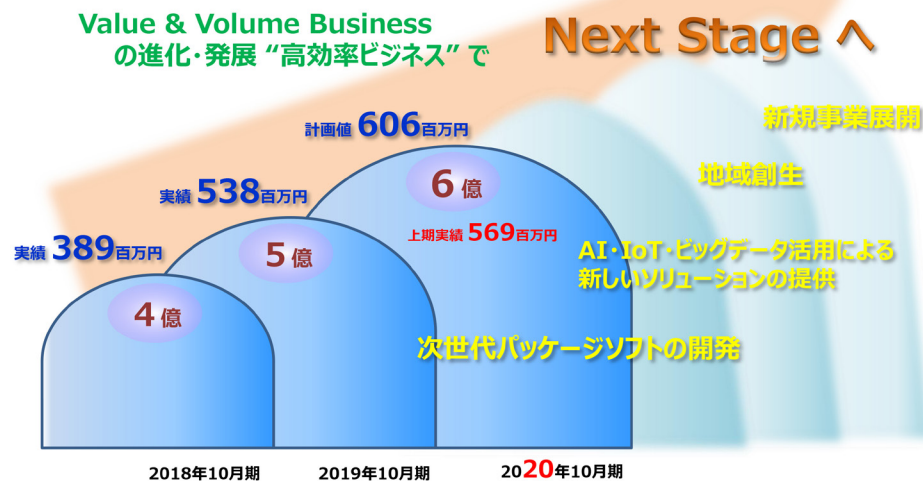 Value & Volume Business
の進化・発展 “高効率ビジネス” で
Next Stage へ
新規事業展開
計画値 606百万円
地域創生
6 億
実績 538百万円
上期実績 569百万円
実績 389百万円
5 億
AI・IoT・ビッグデータ活用による
新しいソリューションの提供
4 億
次世代パッケージソフトの開発
2018年10月期
2019年10月期
2020年10月期